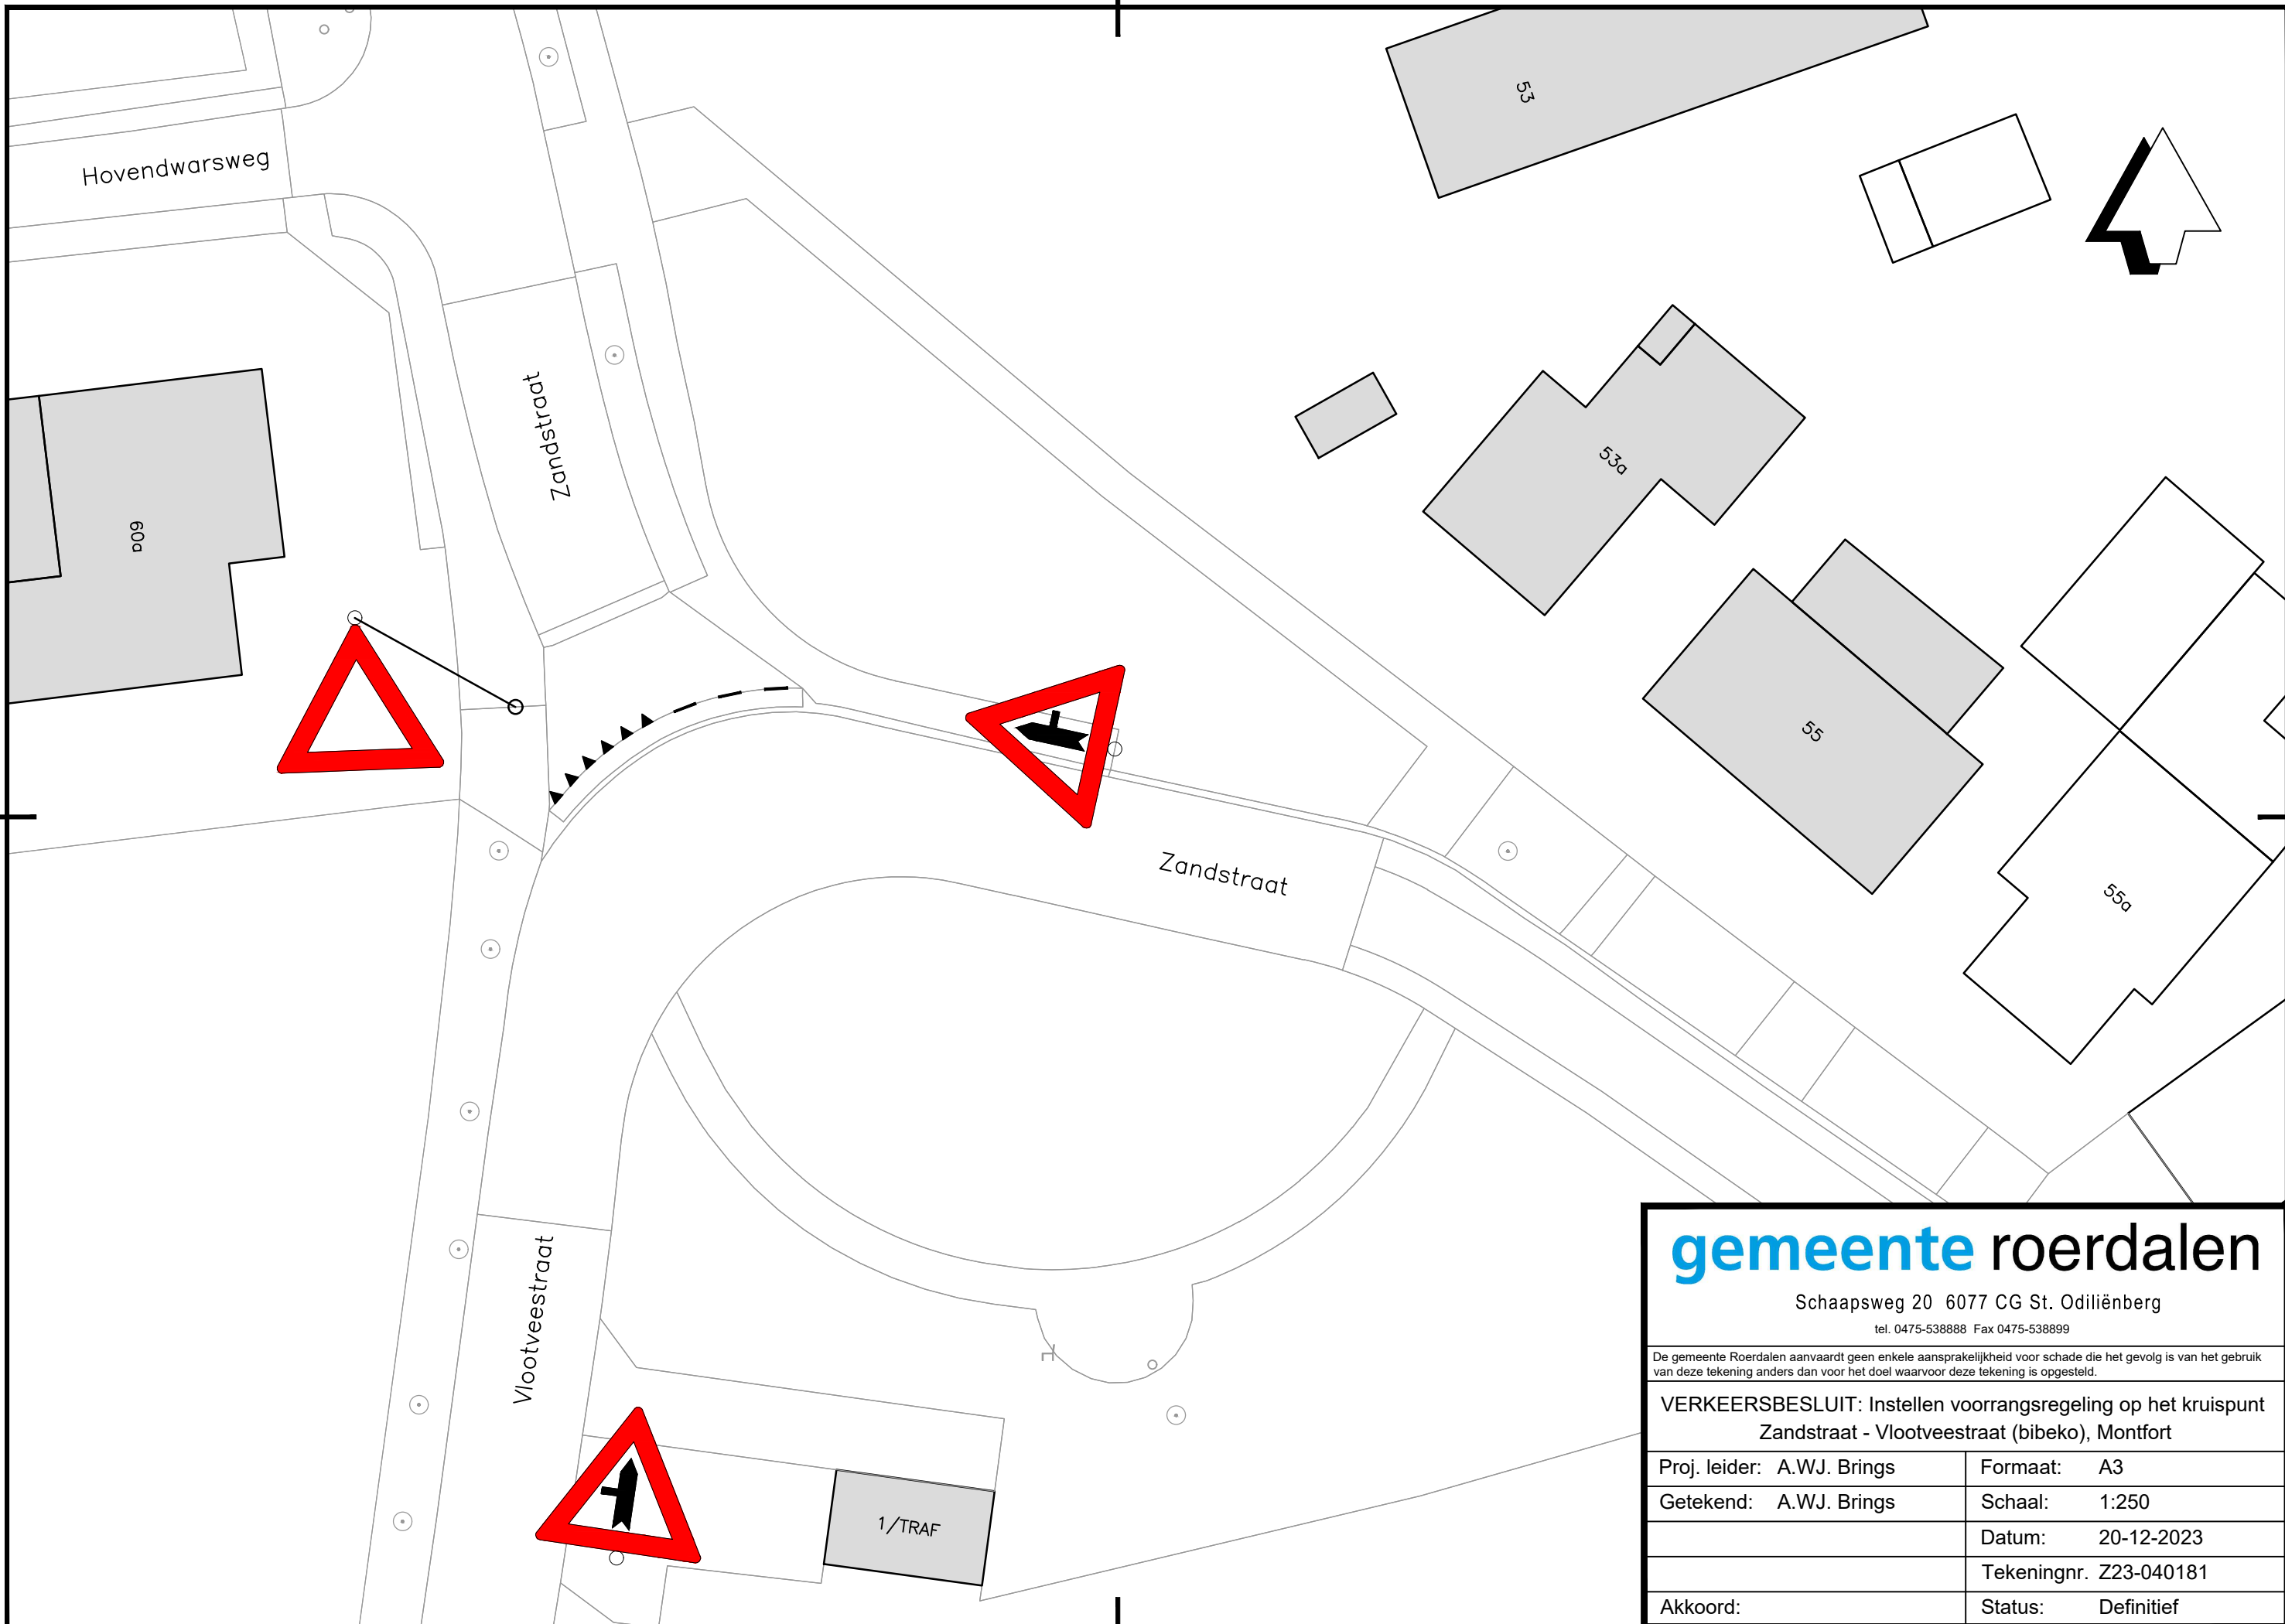 Hovendwarsweg
53
Zandstraat
53a
60a
55
Zandstraat
55a
Vlootveestraat
1/TRAF
gemeente roerdalen
Schaapsweg 20 6077 CG St. Odiliënberg
tel. 0475-538888 Fax 0475-538899
De gemeente Roerdalen aanvaardt geen enkele aansprakelijkheid voor schade die het gevolg is van het gebruik
van deze tekening anders dan voor het doel waarvoor deze tekening is opgesteld.
VERKEERSBESLUIT: Instellen voorrangsregeling op het kruispunt
Zandstraat - Vlootveestraat (bibeko), Montfort
Proj. leider: A.WJ. Brings Formaat: A3
Getekend: A.WJ. Brings Schaal: 1:250
Datum: 20-12-2023
Tekeningnr. Z23-040181
Akkoord: Status: Definitief